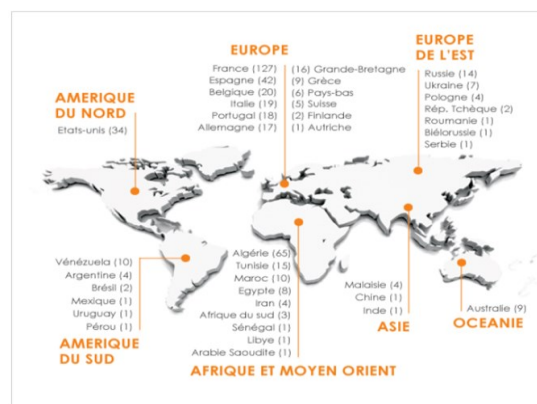 EUROPE
France (127)
Espagne (42)
Belgique (20)
Italie (19)
Portugal (18)
Allemagne (17)
(16) Grande-Bretagne
(9) Grèce
(6) Pays-bas
(5) Suisse
(2) Finlande
(1) Autriche
EUROPE
DE L'EST
Russie (14)
Ukraine (7)
Pologne (4)
Rép. Tchèque (2)
Roumanie (1)
Biélorussie (1)
Serbie (1)
AMERIQUE
DU NORD
Etats-unis (34)
Vénézuela (10)
Argentine (4)
Brésil (2)
Mexique (1)
Uruguay (1)
Pérou (1)
AMERIQUE
DU SUD
Algérie (65)
Tunisie (15)
Maroc (10)
Egypte (8)
Iran (4)
Afrique du sud (3)
Sénégal (1)
Libye (1)
Arabie Saoudite (1)
AFRIQUE ET MOYEN ORIENT
Malaisie (4)
Chine (1)
Inde (1)
ASIE
Australie (9)
OCEANIE